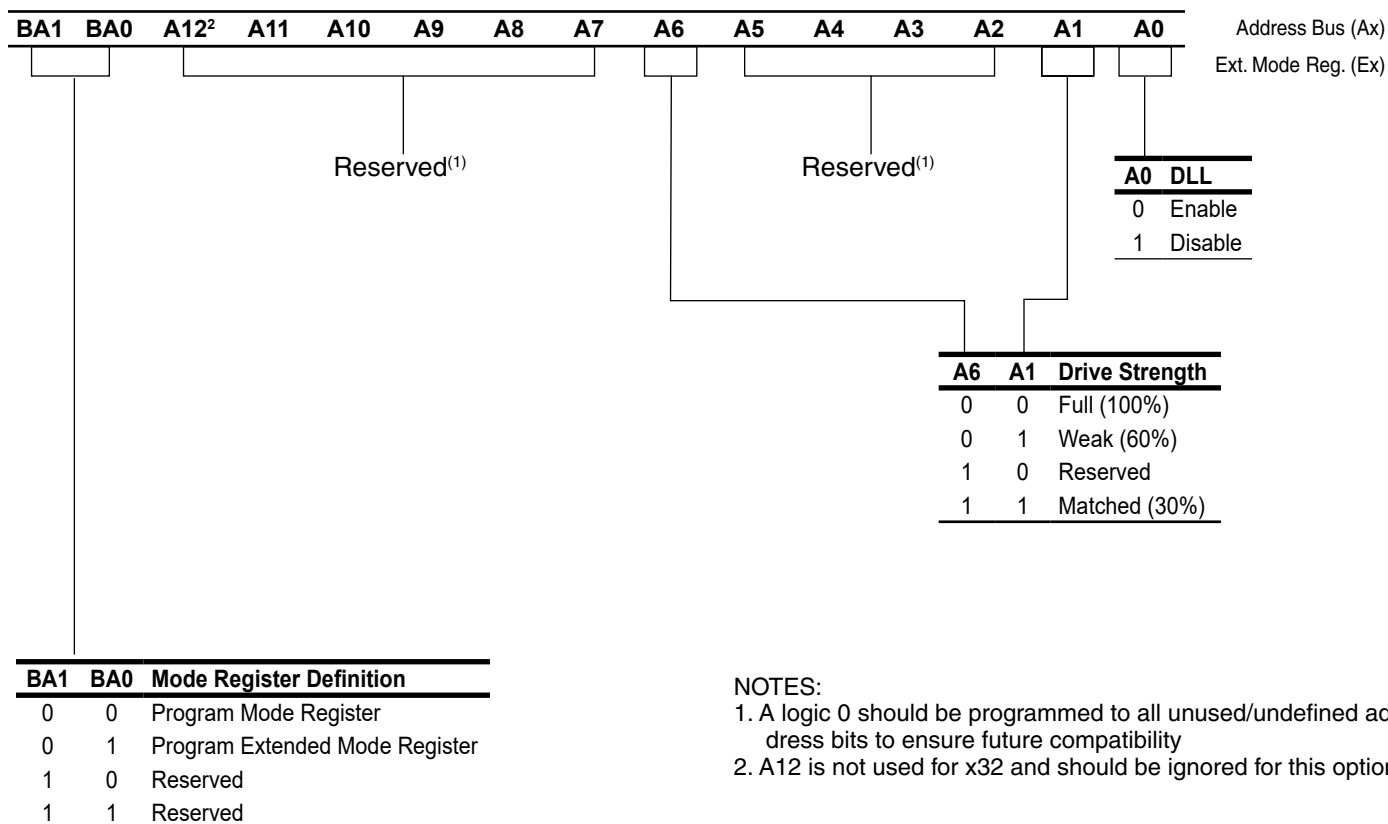 BA1 BA0 A12² A11 A10 A9 A8 A7 A6 A5 A4 A3 A2 A1 A0 Address Bus (Ax)
Ext. Mode Reg. (Ex)
Reserved(1) Reserved(1)
A0 DLL
0 Enable
1 Disable
A6 A1 Drive Strength
0 0 Full (100%)
0 1 Weak (60%)
1 0 Reserved
1 1 Matched (30%)
BA1 BA0 Mode Register Definition
0 0 Program Mode Register
0 1 Program Extended Mode Register
1 0 Reserved
1 1 Reserved
NOTES:
1. A logic 0 should be programmed to all unused/undefined ad
dress bits to ensure future compatibility
2. A12 is not used for x32 and should be ignored for this option